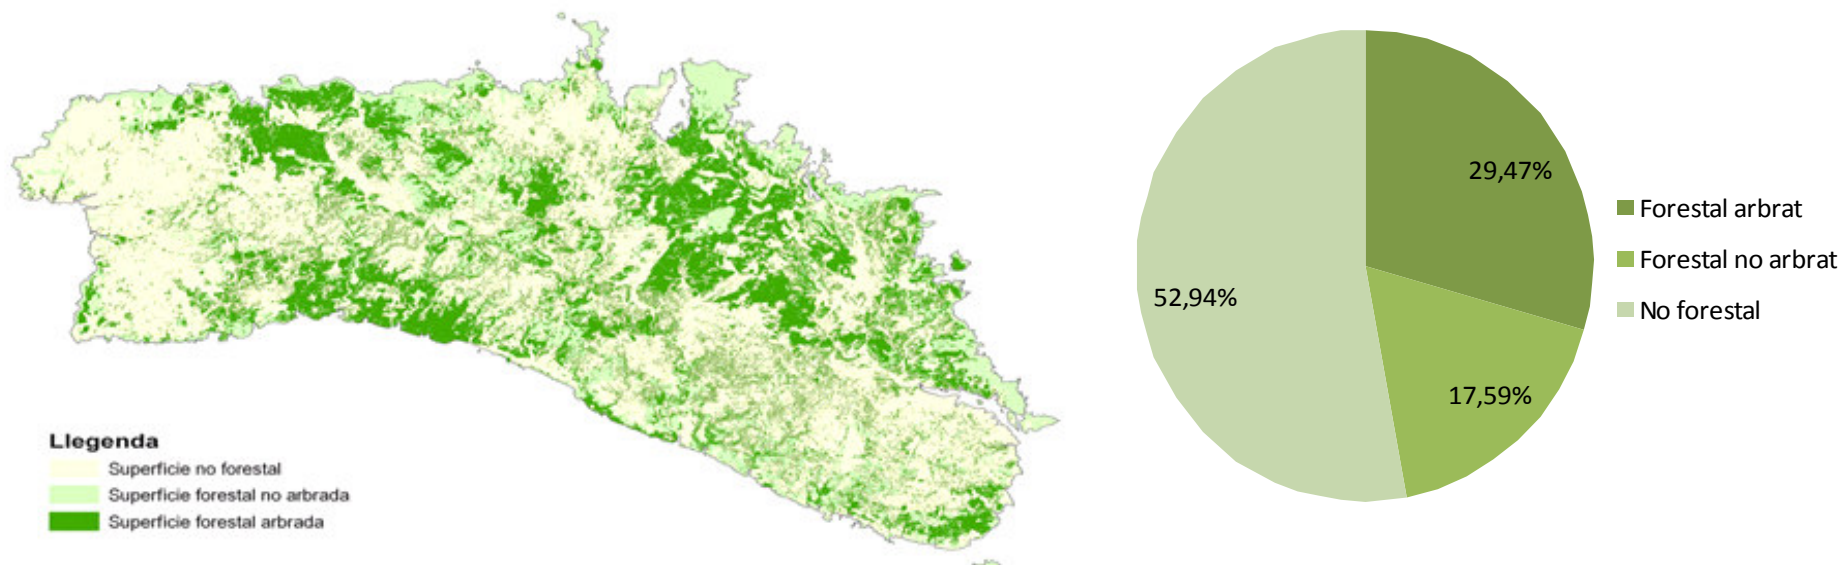 Llegenda
Superficie no forestal
Superficie forestal no arbrada
Superficie forestal arbrada
29,47%
52,94%
17,59%
Forestal arbrat
Forestal no arbrat
No forestal